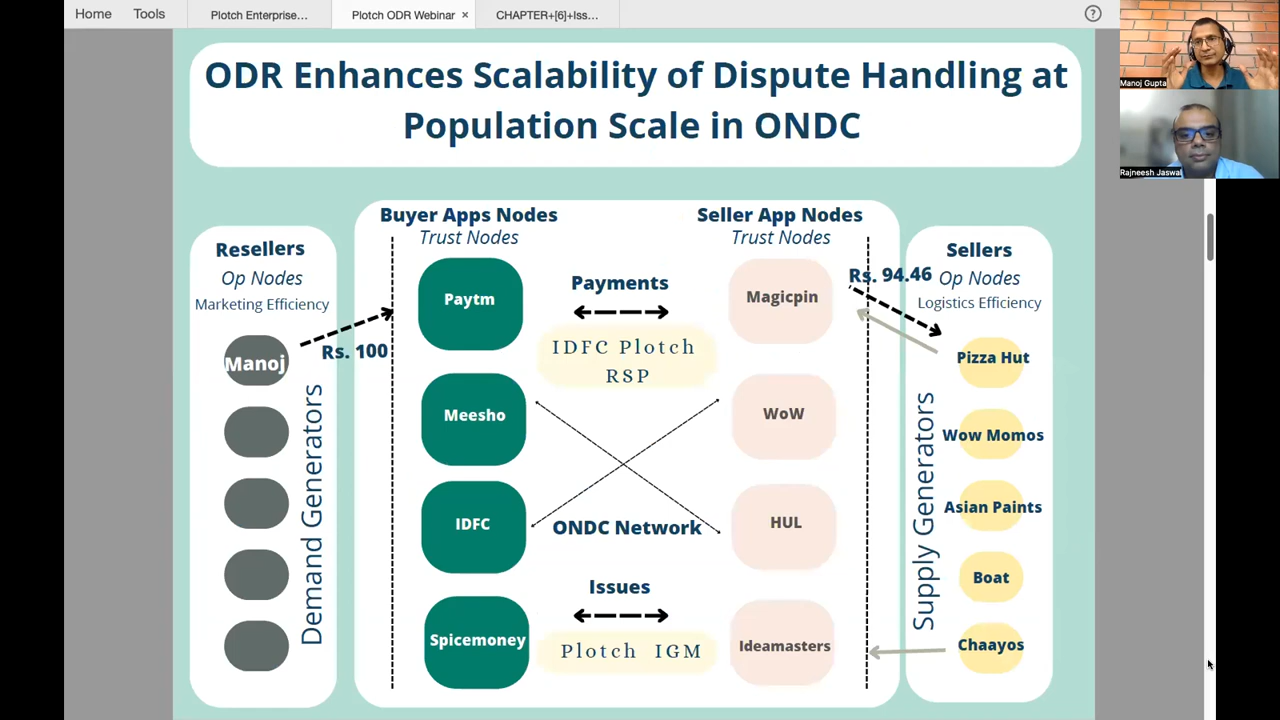 Home
Tools
Plotch Enterprise...
Plotch ODR Webinar ×
CHAPTER+[6]+Iss...
?
Manoj Gupta
Rajneesh Jaswal
ODR Enhances Scalability of Dispute Handling at
Population Scale in ONDC
Resellers
Op Nodes
Marketing Efficiency
Manoj
Rs. 100
Demand Generators
Buyer Apps Nodes
Trust Nodes
Paytm
Meesho
IDFC
Spicemoney
Payments
IDFC Plotch
RSP
ONDC Network
Issues
Plotch IGM
Seller App Nodes
Trust Nodes
Magicpin
WoW
HUL
Ideamasters
Rs. 94.46
Sellers
Op Nodes
Logistics Efficiency
Supply Generators
Pizza Hut
Wow Momos
Asian Paints
Boat
Chaayos